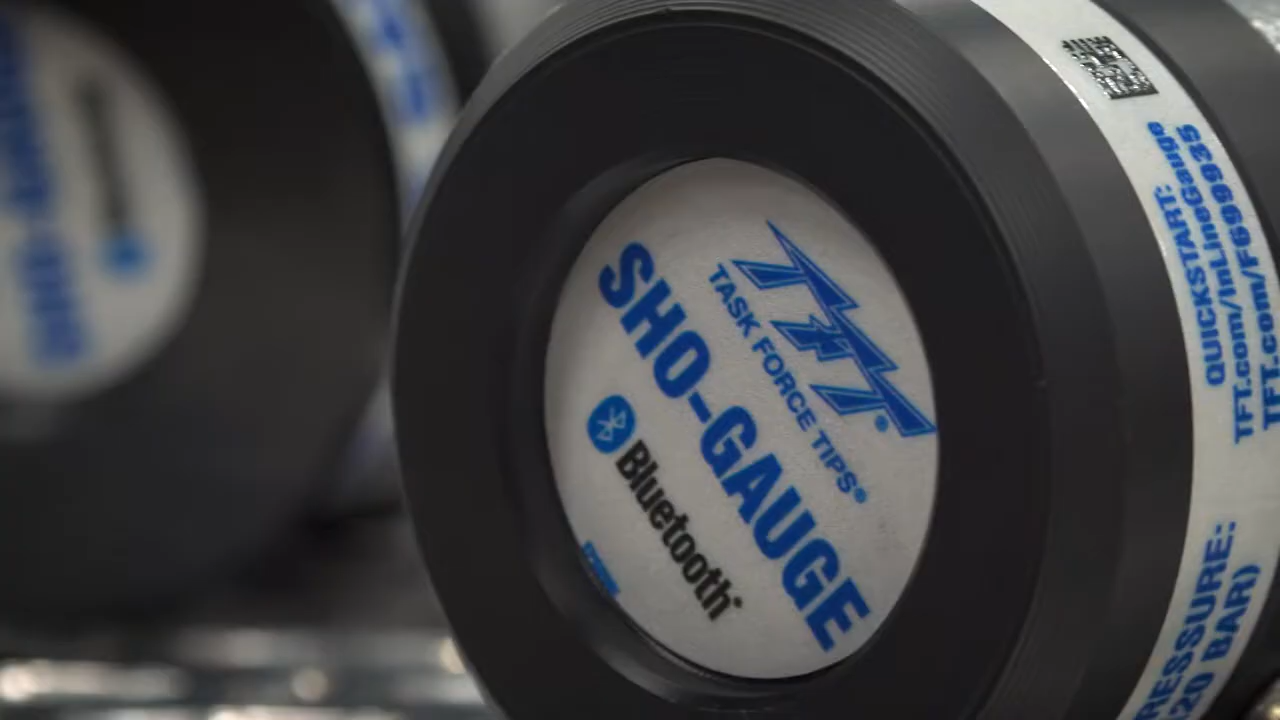 TFT®
TASK FORCE TIPS®
SHO-GAUGE
Bluetooth®
QUICKSTART:
TFT.com/InLineGauge
TFT.com/F699935
RESSURE:
(20 BAR)